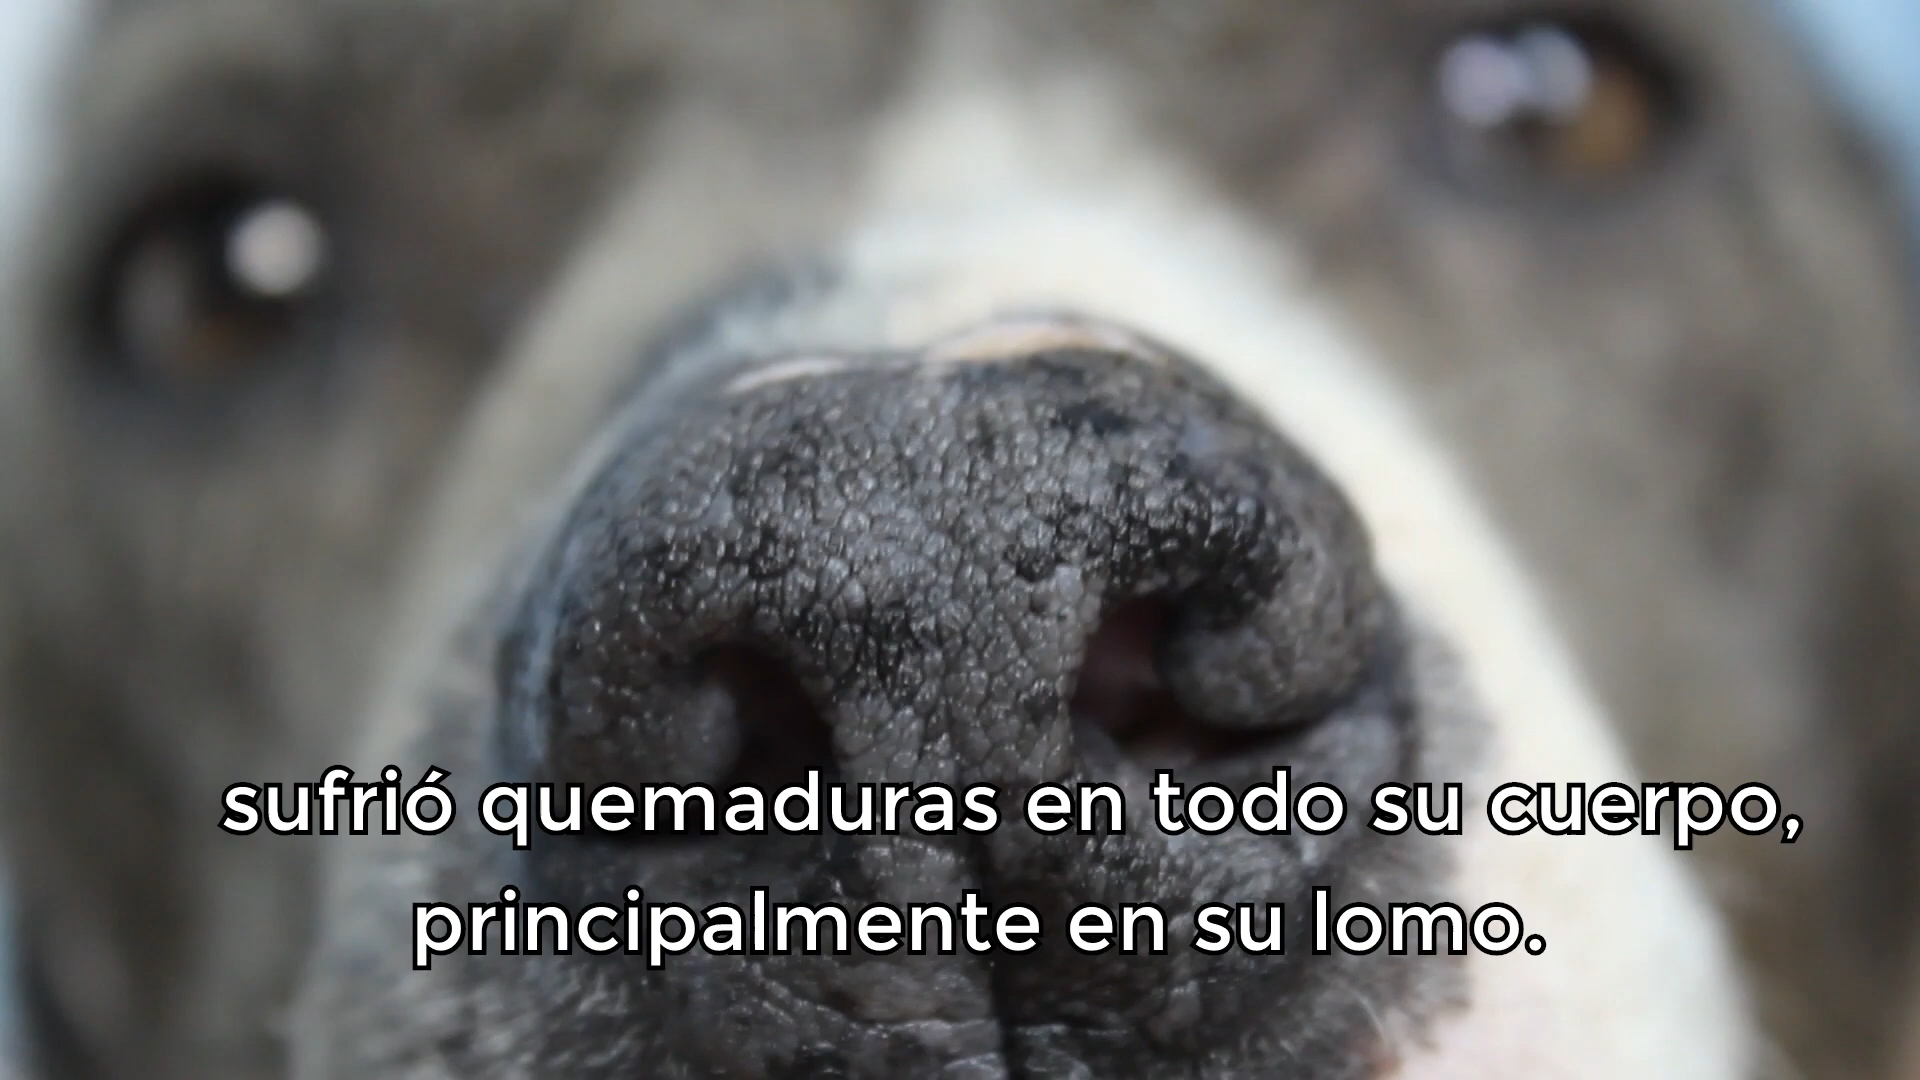 sufrió quemaduras en todo su cuerpo,
principalmente en su lomo.